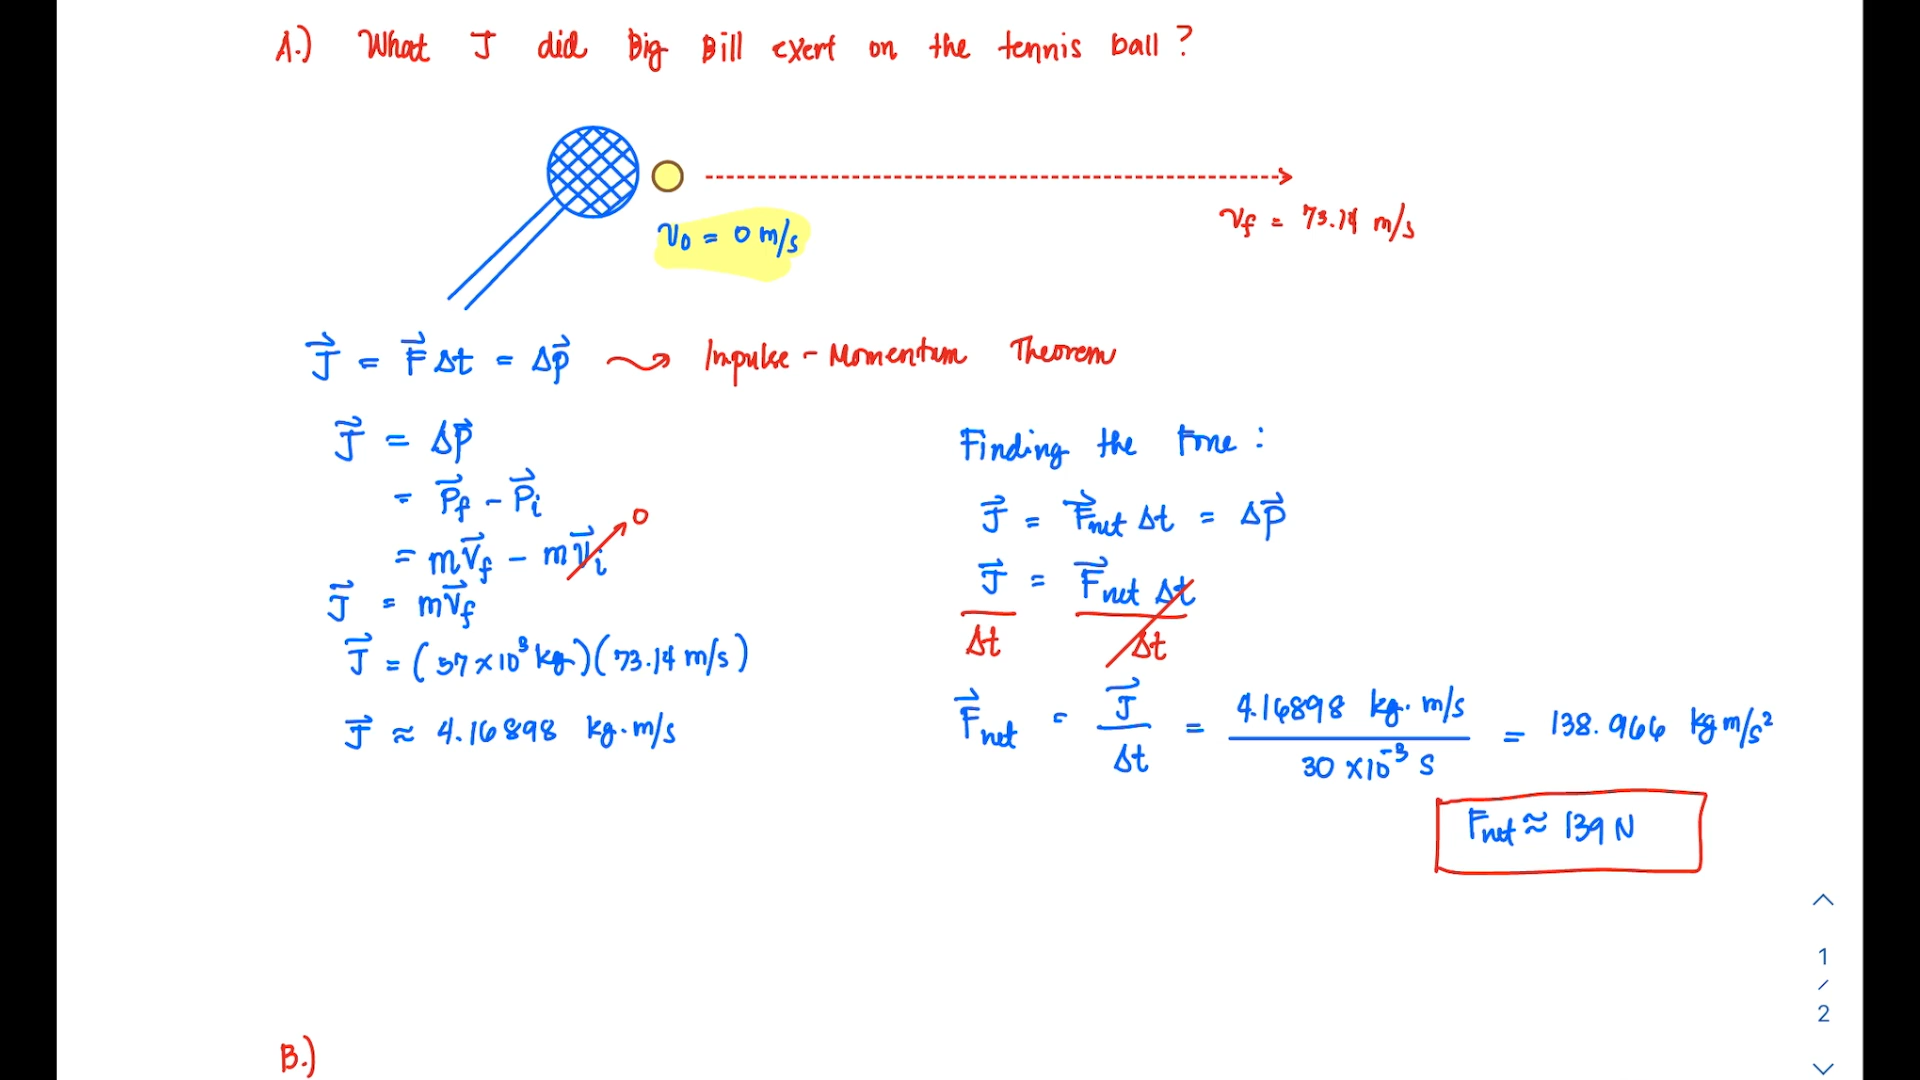 A.) What J did Big Bill exert on the tennis ball?
v₀ = 0 m/s
v_f = 73.14 m/s
J⃗ = F⃗ Δt = Δp⃗ Impulse - Momentum Theorem
J⃗ = Δp⃗
= P⃗_f - P⃗_i
= mV⃗_f - mV⃗_i 0
J⃗ = mV⃗_f
J⃗ = (57 x 10³ kg)(73.14 m/s)
J⃗ ≈ 4.16898 kg·m/s
Finding the Force:
J⃗ = F⃗_net Δt = Δp⃗
J⃗ = F⃗_net Δt
Δt Δt
F⃗_net = J⃗/Δt = 4.16898 kg·m/s / 30 x 10⁻³ s = 138.966 kg m/s²
F_net ≈ 139 N
1
/
2
B.)